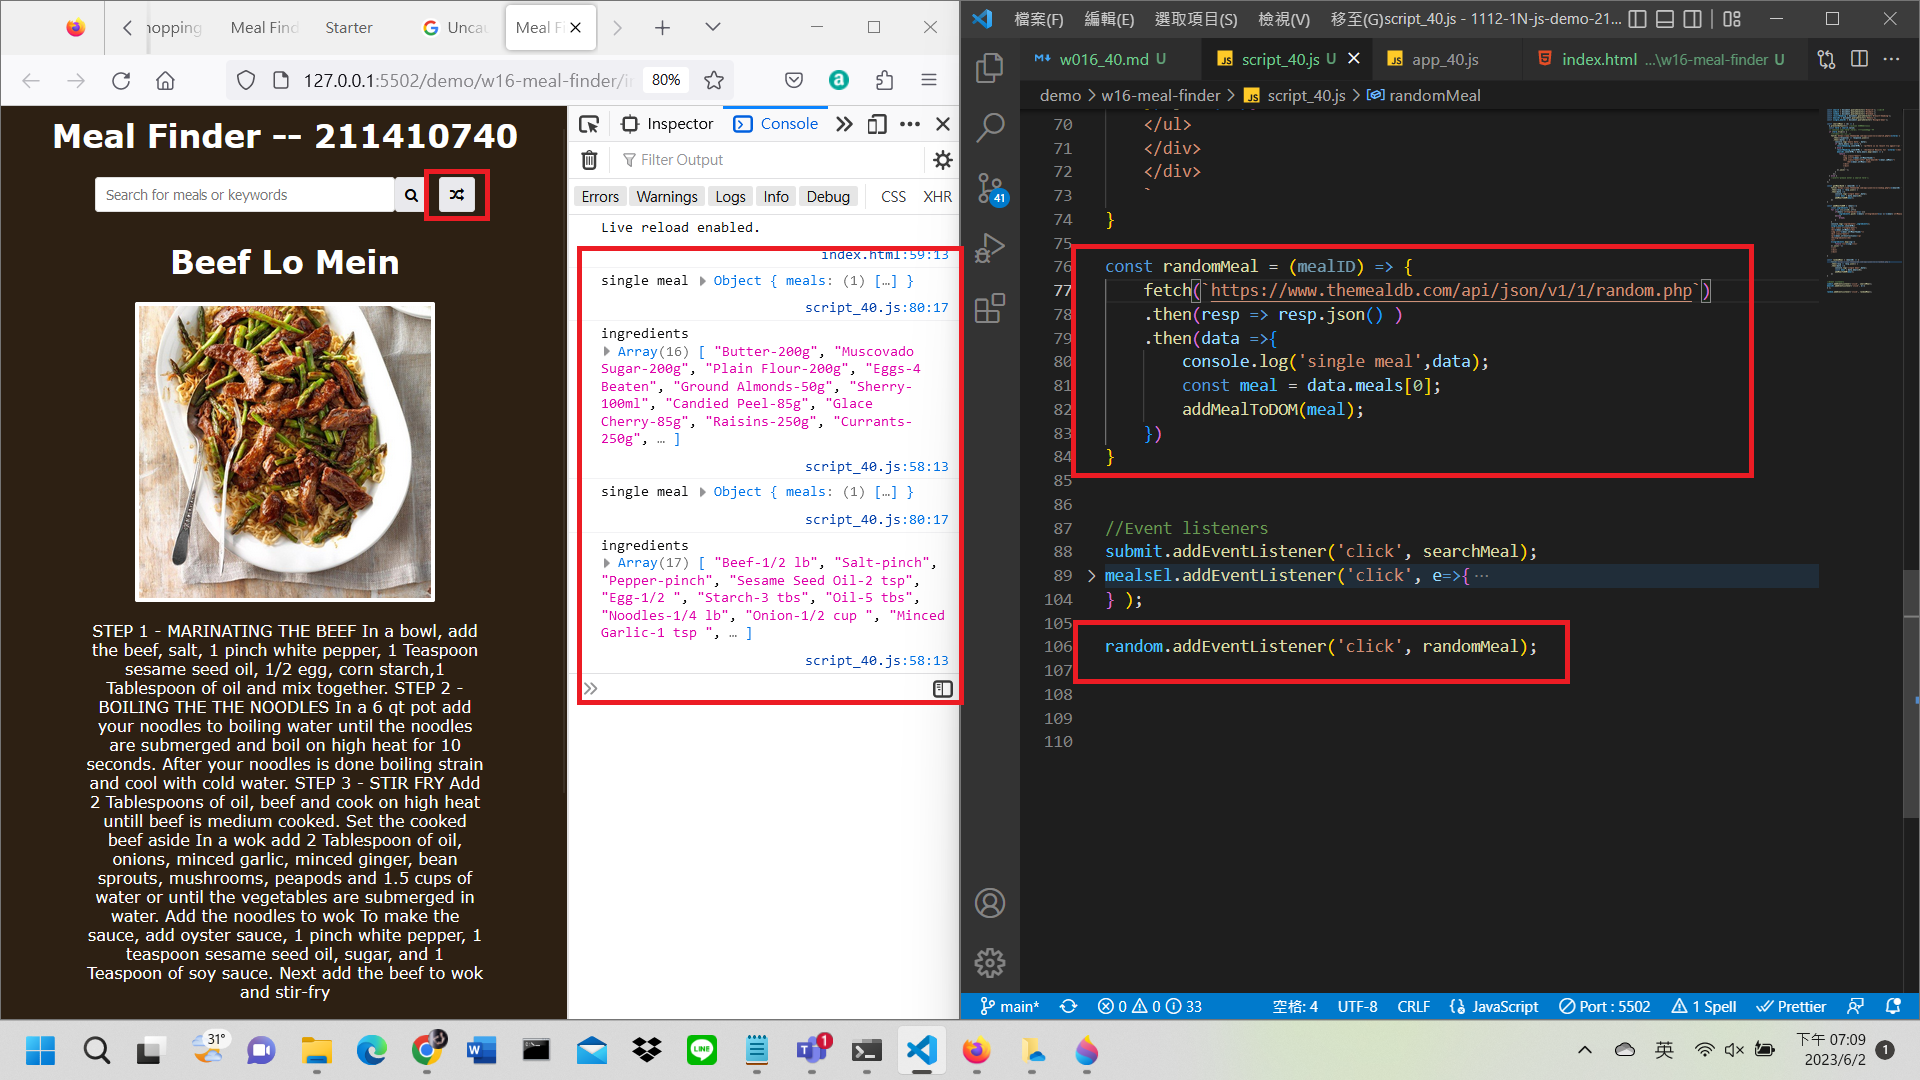 hopping
Meal Find
Starter
Uncau
Meal F
127.0.0.1:5502/demo/w16-meal-finder/in
80%
Meal Finder -- 211410740
Search for meals or keywords
Beef Lo Mein
STEP 1 - MARINATING THE BEEF In a bowl, add
the beef, salt, 1 pinch white pepper, 1 Teaspoon
sesame seed oil, 1/2 egg, corn starch,1
Tablespoon of oil and mix together. STEP 2 -
BOILING THE THE NOODLES In a 6 qt pot add
your noodles to boiling water until the noodles
are submerged and boil on high heat for 10
seconds. After your noodles is done boiling strain
and cool with cold water. STEP 3 - STIR FRY Add
2 Tablespoons of oil, beef and cook on high heat
untill beef is medium cooked. Set the cooked
beef aside In a wok add 2 Tablespoon of oil,
onions, minced garlic, minced ginger, bean
sprouts, mushrooms, peapods and 1.5 cups of
water or until the vegetables are submerged in
water. Add the noodles to wok To make the
sauce, add oyster sauce, 1 pinch white pepper, 1
teaspoon sesame seed oil, sugar, and 1
Teaspoon of soy sauce. Next add the beef to wok
and stir-fry
Inspector
Console
Filter Output
Errors Warnings Logs Info Debug CSS XHR
Live reload enabled.
index.html:59:13
single meal Object { meals: (1) […] }
script_40.js:80:17
ingredients
Array(16) [ "Butter-200g", "Muscovado
Sugar-200g", "Plain Flour-200g", "Eggs-4
Beaten", "Ground Almonds-50g", "Sherry-
100ml", "Candied Peel-85g", "Glace
Cherry-85g", "Raisins-250g", "Currants-
250g", … ]
script_40.js:58:13
single meal Object { meals: (1) […] }
script_40.js:80:17
ingredients
Array(17) [ "Beef-1/2 lb", "Salt-pinch",
"Pepper-pinch", "Sesame Seed Oil-2 tsp",
"Egg-1/2 ", "Starch-3 tbs", "Oil-5 tbs",
"Noodles-1/4 lb", "Onion-1/2 cup ", "Minced
Garlic-1 tsp ", … ]
script_40.js:58:13
檔案(F) 編輯(E) 選取項目(S) 檢視(V) 移至(G) script_40.js - 1112-1N-js-demo-21...
w016_40.md U
script_40.js U
app_40.js
index.html ...\w16-meal-finder U
demo > w16-meal-finder > script_40.js > randomMeal
70 </ul>
71 </div>
72 </div>
73 `
74 }
75
76 const randomMeal = (mealID) => {
77 fetch(`https://www.themealdb.com/api/json/v1/1/random.php`)
78 .then(resp => resp.json() )
79 .then(data =>{
80 console.log('single meal',data);
81 const meal = data.meals[0];
82 addMealToDOM(meal);
83 })
84 }
85
86
87 //Event listeners
88 submit.addEventListener('click', searchMeal);
89 mealsEl.addEventListener('click', e=>{ ···
104 } );
105
106 random.addEventListener('click', randomMeal);
107
108
109
110
41
main* 0 0 33 空格: 4 UTF-8 CRLF JavaScript Port : 5502 1 Spell Prettier
31°
1
英
下午 07:09
2023/6/2
1